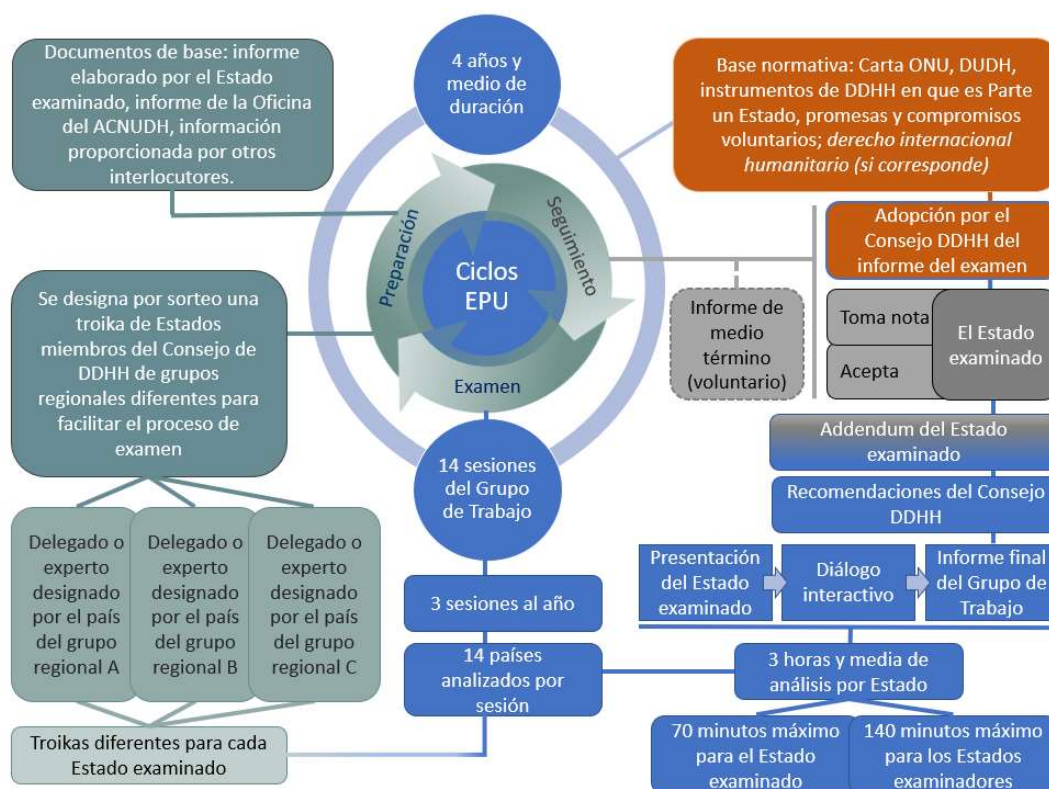 Documentos de base: informe
elaborado por el Estado
examinado, informe de la Oficina
del ACNUDH, información
proporcionada por otros
interlocutores.
4 años y
medio de
duración
Base normativa: Carta ONU, DUDH,
instrumentos de DDHH en que es Parte
un Estado, promesas y compromisos
voluntarios; derecho internacional
humanitario (si corresponde)
Preparación
Seguimiento
Examen
Ciclos
EPU
Adopción por el
Consejo DDHH del
informe del examen
Se designa por sorteo una
troika de Estados
miembros del Consejo de
DDHH de grupos
regionales diferentes para
facilitar el proceso de
examen
Informe de
medio
término
(voluntario)
Toma nota
Acepta
El Estado
examinado
Addendum del Estado
examinado
14 sesiones
del Grupo
de Trabajo
Recomendaciones del Consejo
DDHH
Delegado o
experto
designado
por el país
del grupo
regional A
Delegado o
experto
designado
por el país
del grupo
regional B
Delegado o
experto
designado
por el país
del grupo
regional C
Presentación
del Estado
examinado
Diálogo
interactivo
Informe final
del Grupo de
Trabajo
3 sesiones al año
14 países
analizados por
sesión
3 horas y media de
análisis por Estado
Troikas diferentes para cada
Estado examinado
70 minutos máximo
para el Estado
examinado
140 minutos máximo
para los Estados
examinadores